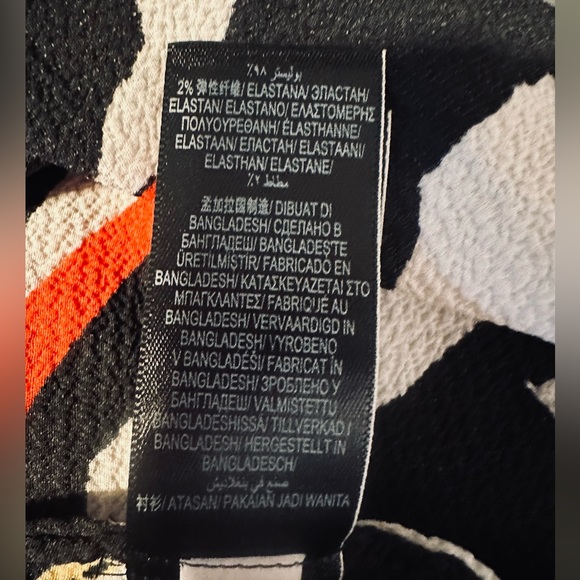 بوليستر ٩٨٪
2% 弹性纤维/ ELASTANA/ ЭЛАСТАН/
ELASTAN/ ELASTANO/ ΕΛΑΣΤΟΜΕΡΗΣ
ΠΟΛΥΟΥΡΕΘΑΝΗ/ ÉLASTHANNE/
ELASTAAN/ ЕЛАСТАН/ ELASTAANI/
ELASTHAN/ ELASTANE/
مطاط ٢٪
孟加拉国制造/ DIBUAT DI
BANGLADESH/ СДЕЛАНО В
БАНГЛАДЕШ/ BANGLADEŞTE
ÜRETILMIŞTIR/ FABRICADO EN
BANGLADESH/ ΚΑΤΑΣΚΕΥΑΖΕΤΑΙ ΣΤΟ
ΜΠΑΓΚΛΑΝΤΕΣ/ FABRIQUÉ AU
BANGLADESH/ VERVAARDIGD IN
BANGLADESH/ VYROBENO
V BANGLADÉŠI/ FABRICAT ÎN
BANGLADESH/ ЗРОБЛЕНО У
БАНГЛАДЕШ/ VALMISTETTU
BANGLADESHISSA/ TILLVERKAD I
BANGLADESH/ HERGESTELLT IN
BANGLADESCH/
صنع في بنغلاديش
衬衫/ ATASAN/ PAKAIAN JADI WANITA